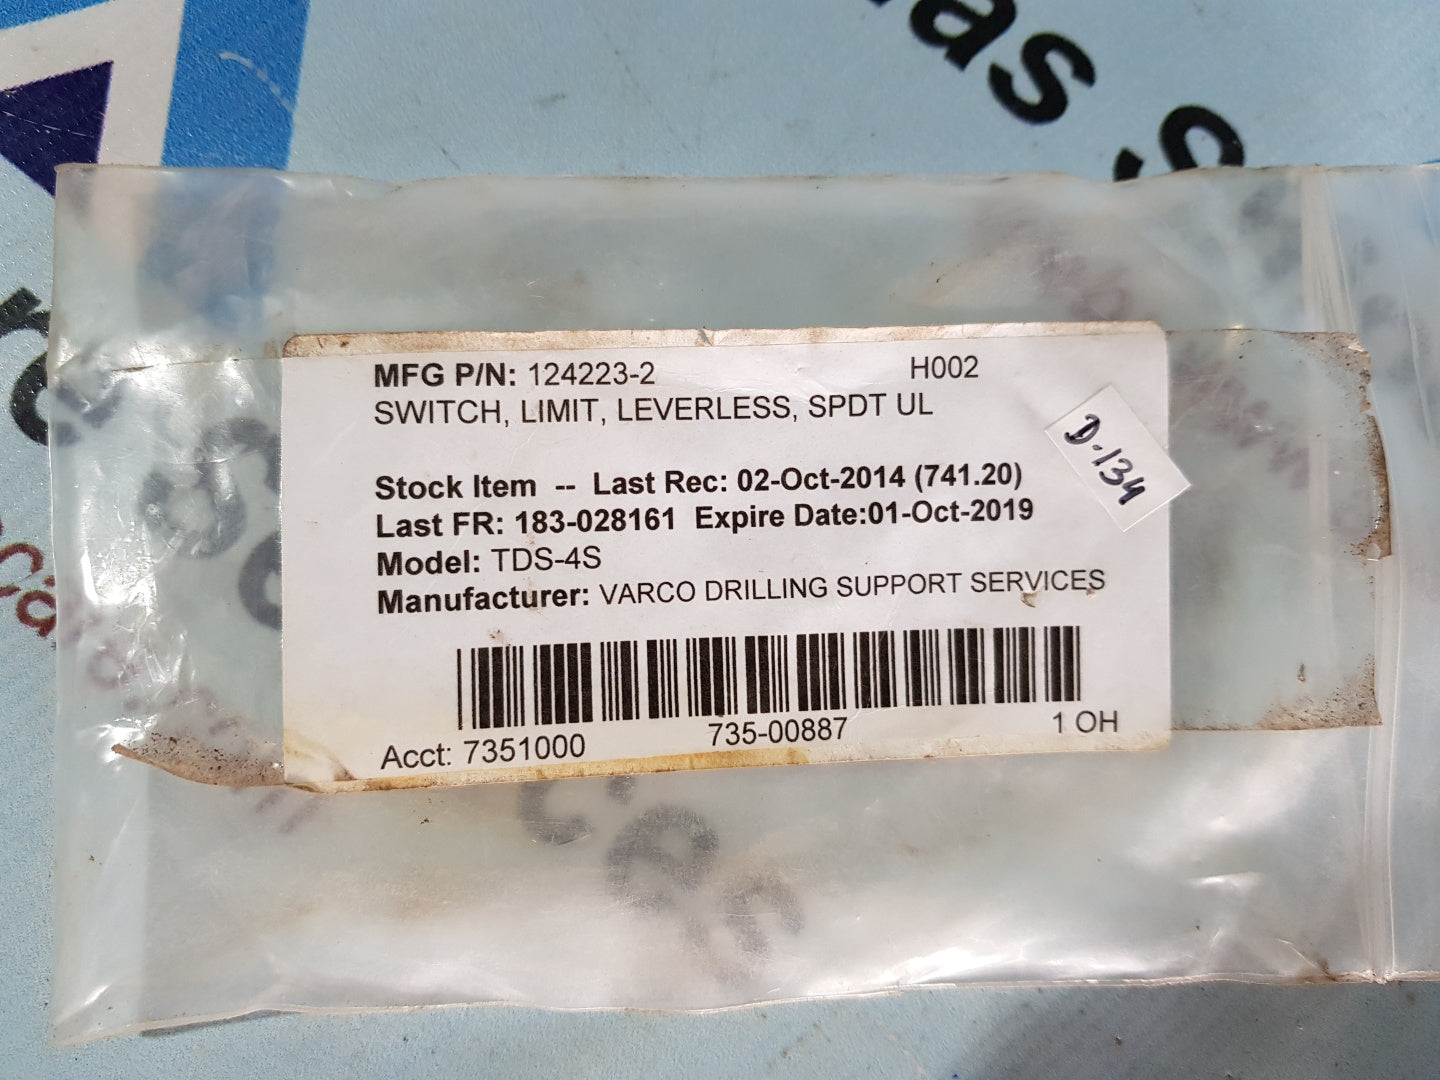 as S
MFG P/N: 124223-2 H002
SWITCH, LIMIT, LEVERLESS, SPDT UL
D-134
Stock Item -- Last Rec: 02-Oct-2014 (741.20)
Last FR: 183-028161 Expire Date:01-Oct-2019
Model: TDS-4S
Manufacturer: VARCO DRILLING SUPPORT SERVICES
735-00887
Acct: 7351000 1 OH